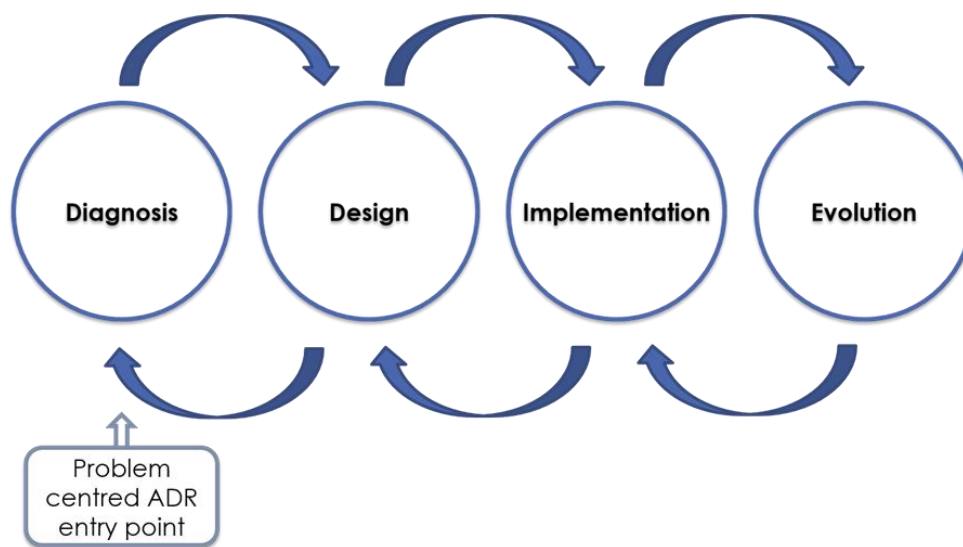 Diagnosis
Design
Implementation
Evolution
Problem
centred ADR
entry point